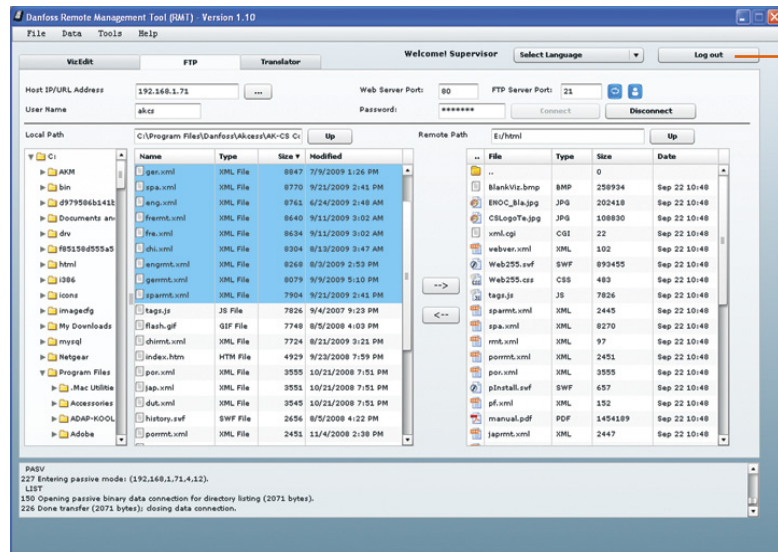 Danfoss Remote Management Tool (RMT) - Version 1.10
File Data Tools Help
VizEdit FTP Translator Welcome! Supervisor Select Language Log out
Host IP/URL Address 192.168.1.71 ... Web Server Port: 80 FTP Server Port: 21
User Name akcs Password: ******* Connect Disconnect
Local Path C:\Program Files\Danfoss\Akcess\AK-CS Co Up Remote Path E:/html Up
C: Name Type Size Modified .. File Type Size Date
AKM ger.xml XML File 8847 7/9/2009 1:26 PM .. 0
bin spa.xml XML File 8770 9/21/2009 2:41 PM BlankViz.bmp BMP 258934 Sep 22 10:48
d979586b141b eng.xml XML File 8761 6/24/2009 2:48 AM ENOC_Bla.jpg JPG 202418 Sep 22 10:48
Documents an frermt.xml XML File 8640 9/11/2009 3:02 AM CSLogoTe.jpg JPG 108830 Sep 22 10:48
drv fre.xml XML File 8634 9/11/2009 3:02 AM xml.cgi CGI 22 Sep 22 10:48
f85158d555a5 chi.xml XML File 8304 8/13/2009 3:47 AM webver.xml XML 102 Sep 22 10:48
html engrmt.xml XML File 8268 8/3/2009 2:53 PM Web255.swf SWF 893455 Sep 22 10:48
i386 gerrmt.xml XML File 8079 9/9/2009 5:10 PM Web255.css CSS 483 Sep 22 10:48
icons sparmt.xml XML File 7904 9/21/2009 2:41 PM --> tags.js JS 7826 Sep 22 10:48
imagecfg tags.js JS File 7826 9/4/2007 9:23 PM sparmt.xml XML 2445 Sep 22 10:48
My Downloads flash.gif GIF File 7748 8/5/2008 4:03 PM <-- spa.xml XML 8270 Sep 22 10:48
mysql chirmt.xml XML File 7724 8/21/2009 3:21 PM rmt.xml XML 97 Sep 22 10:48
Netgear index.htm HTM File 4929 9/23/2008 7:59 PM porrmt.xml XML 2451 Sep 22 10:48
Program Files por.xml XML File 3555 10/21/2008 7:51 PM por.xml XML 3555 Sep 22 10:48
.Mac Utilitie jap.xml XML File 3551 10/21/2008 7:51 PM pInstall.swf SWF 657 Sep 22 10:48
Accessories dut.xml XML File 3545 10/21/2008 7:51 PM pf.xml XML 152 Sep 22 10:48
ADAP-KOOL history.swf SWF File 2656 8/5/2008 4:22 PM manual.pdf PDF 1454189 Sep 22 10:48
Adobe porrmt.xml XML File 2451 11/4/2008 2:38 PM japrmt.xml XML 2447 Sep 22 10:48
PASV
227 Entering passive mode: (192,168,1,71,4,12).
LIST
150 Opening passive binary data connection for directory listing (2071 bytes).
226 Done transfer (2071 bytes); closing data connection.